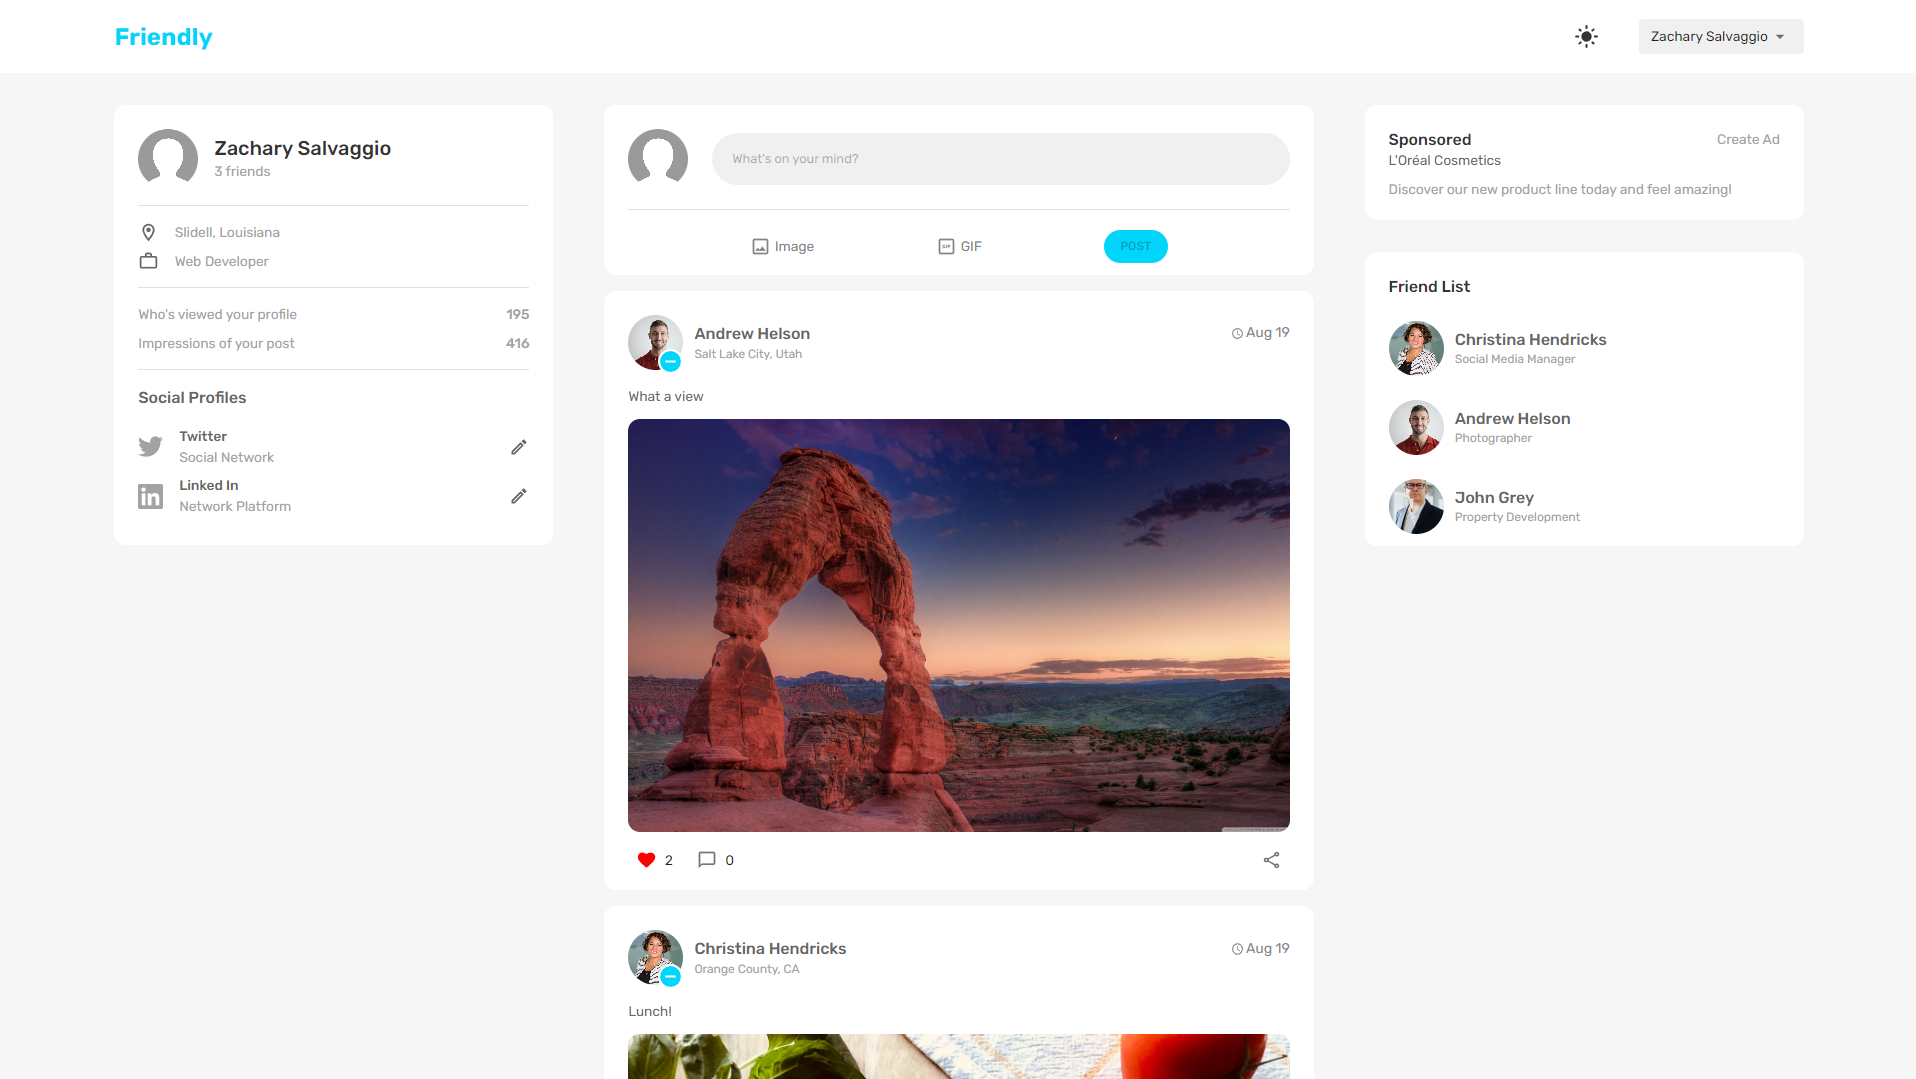 Friendly
Zachary Salvaggio
Zachary Salvaggio
3 friends
Slidell, Louisiana
Web Developer
Who's viewed your profile 195
Impressions of your post 416
Social Profiles
Twitter
Social Network
Linked In
Network Platform
What's on your mind?
Image
GIF
POST
Andrew Helson
Salt Lake City, Utah
Aug 19
What a view
2
0
Christina Hendricks
Orange County, CA
Aug 19
Lunch!
Sponsored
Create Ad
L'Oréal Cosmetics
Discover our new product line today and feel amazing!
Friend List
Christina Hendricks
Social Media Manager
Andrew Helson
Photographer
John Grey
Property Development